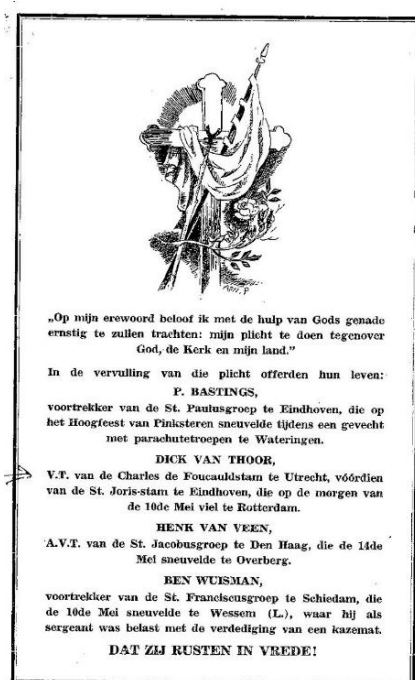 „Op mijn erewoord beloof ik met de hulp van Gods genade
ernstig te zullen trachten: mijn plicht te doen tegenover
God, de Kerk en mijn land."
In de vervulling van die plicht offerden hun leven:
P. BASTINGS,
voortrekker van de St. Paulusgroep te Eindhoven, die op
het Hoogfeest van Pinksteren sneuvelde tijdens een gevecht
met parachutetroepen te Wateringen.
DICK VAN THOOR,
V.T. van de Charles de Foucauldstam te Utrecht, vóórdien
van de St. Joris-stam te Eindhoven, die op de morgen van
de 10de Mei viel te Rotterdam.
HENK VAN VEEN,
A.V.T. van de St. Jacobusgroep te Den Haag, die de 14de
Mei sneuvelde te Overberg.
BEN WUISMAN,
voortrekker van de St. Franciscusgroep te Schiedam, die
de 10de Mei sneuvelde te Wessem (L.), waar hij als
sergeant was belast met de verdediging van een kazemat.
DAT ZIJ RUSTEN IN VREDE!